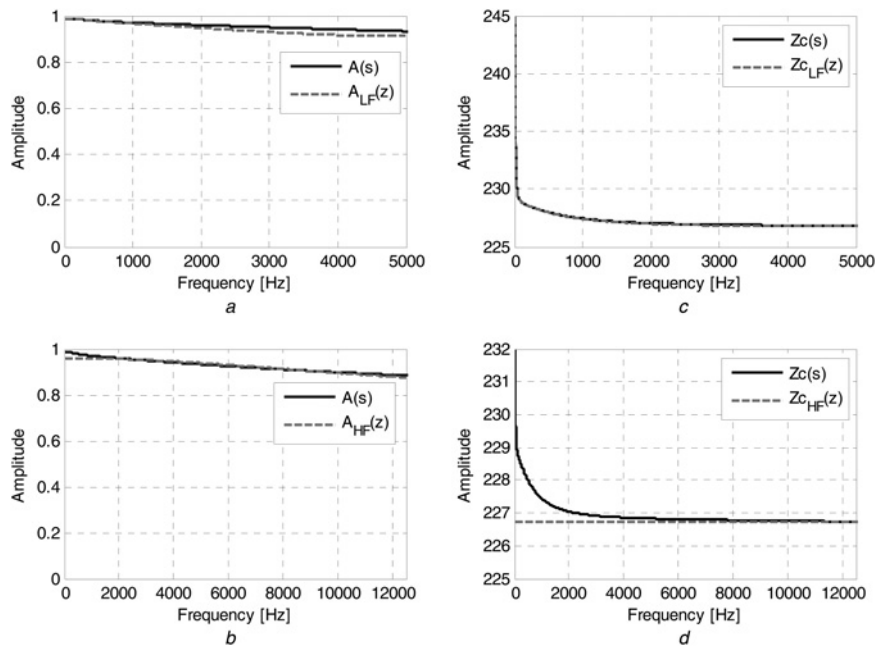 1
0.8
0.6
0.4
0.2
0
Amplitude
A(s)
A_LF(z)
0 1000 2000 3000 4000 5000
Frequency [Hz]
a
245
240
235
230
225
Amplitude
Zc(s)
Zc_LF(z)
0 1000 2000 3000 4000 5000
Frequency [Hz]
c
1
0.8
0.6
0.4
0.2
0
Amplitude
A(s)
A_HF(z)
0 2000 4000 6000 8000 10000 12000
Frequency [Hz]
b
232
231
230
229
228
227
226
225
Amplitude
Zc(s)
Zc_HF(z)
0 2000 4000 6000 8000 10000 12000
Frequency [Hz]
d